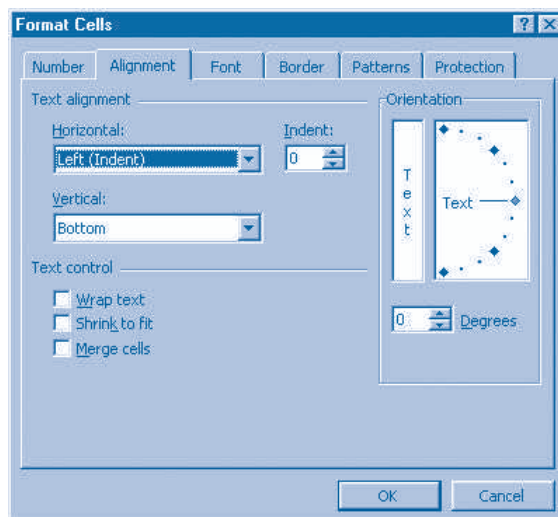 Format Cells
Number Alignment Font Border Patterns Protection
Text alignment
Horizontal:
Left (Indent)
Indent:
0
Vertical:
Bottom
Text control
Wrap text
Shrink to fit
Merge cells
Orientation
Text
Text
0 Degrees
OK Cancel